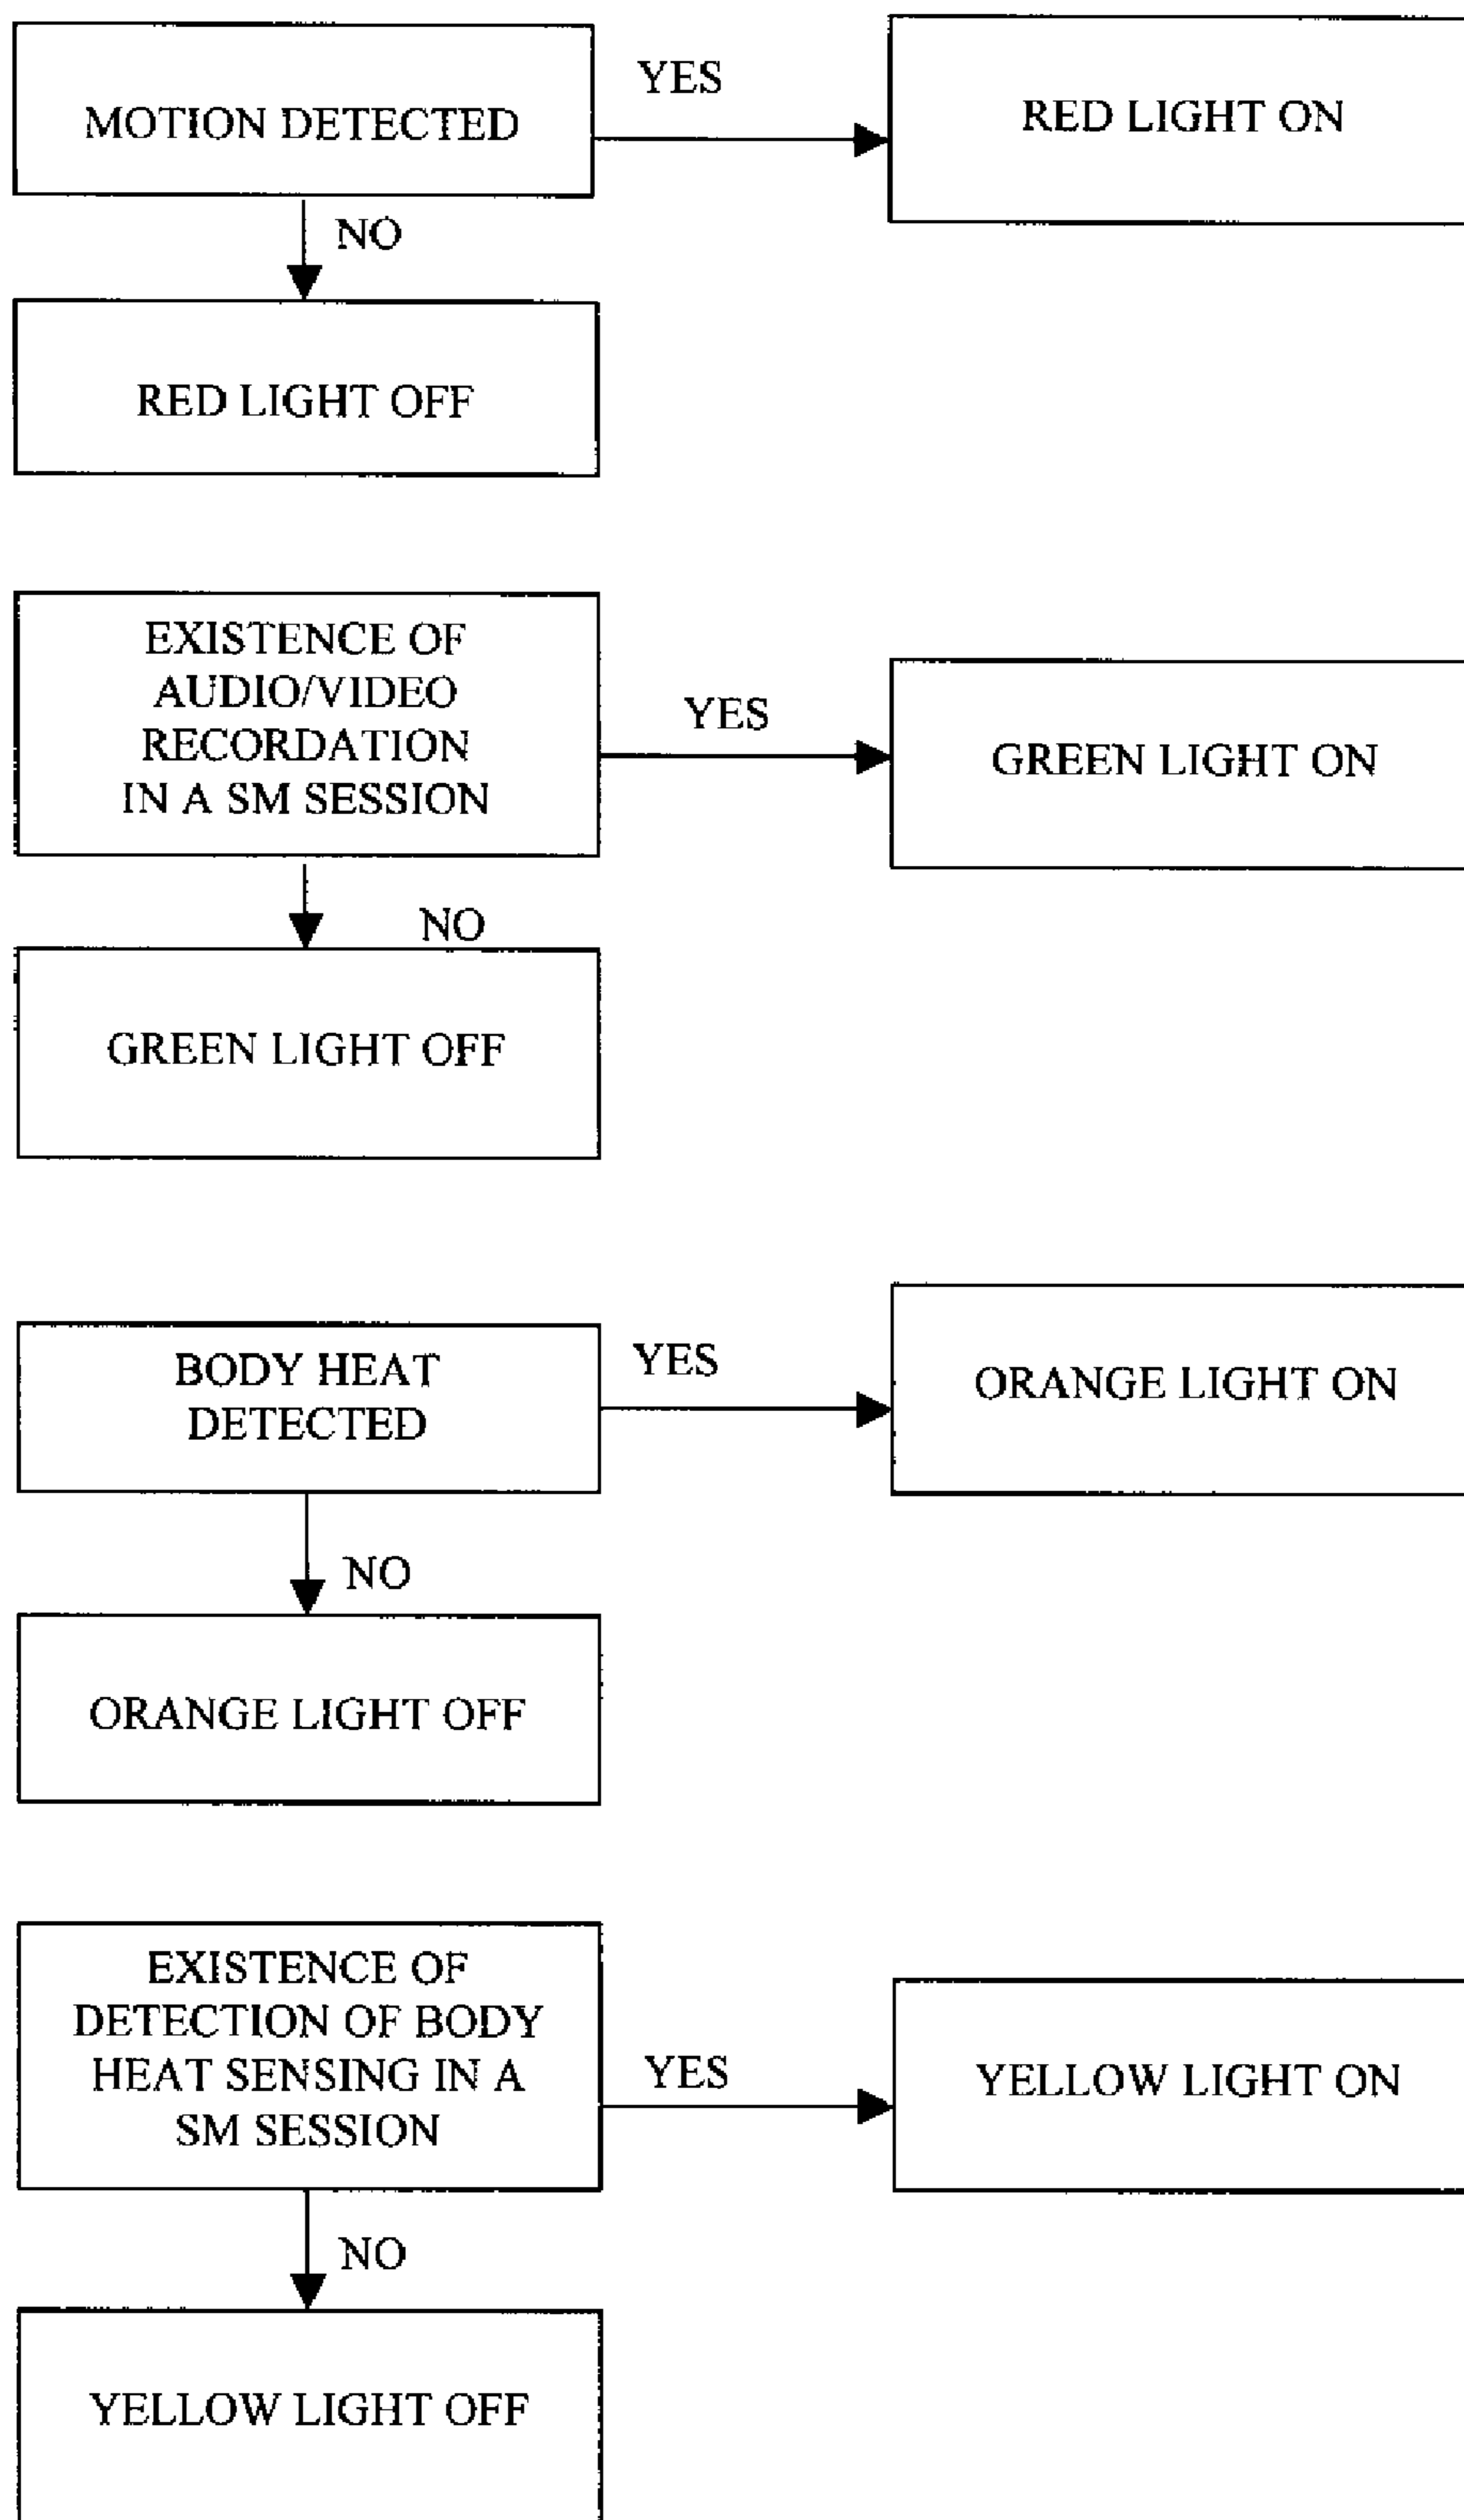 MOTION DETECTED
YES
RED LIGHT ON
NO
RED LIGHT OFF
EXISTENCE OF
AUDIO/VIDEO
RECORDATION
IN A SM SESSION
YES
GREEN LIGHT ON
NO
GREEN LIGHT OFF
BODY HEAT
DETECTED
YES
ORANGE LIGHT ON
NO
ORANGE LIGHT OFF
EXISTENCE OF
DETECTION OF BODY
HEAT SENSING IN A
SM SESSION
YES
YELLOW LIGHT ON
NO
YELLOW LIGHT OFF